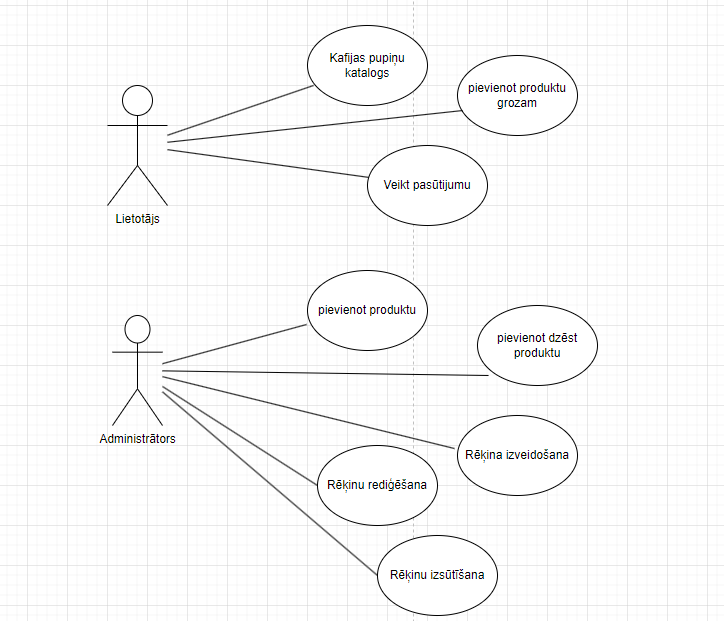 Kafijas pupiņu
katalogs
pievienot produktu
grozam
Veikt pasūtijumu
Lietotājs
pievienot produktu
pievienot dzēst
produktu
Administrātors
Rēķina izveidošana
Rēķinu rediģēšana
Rēķinu izsūtīšana